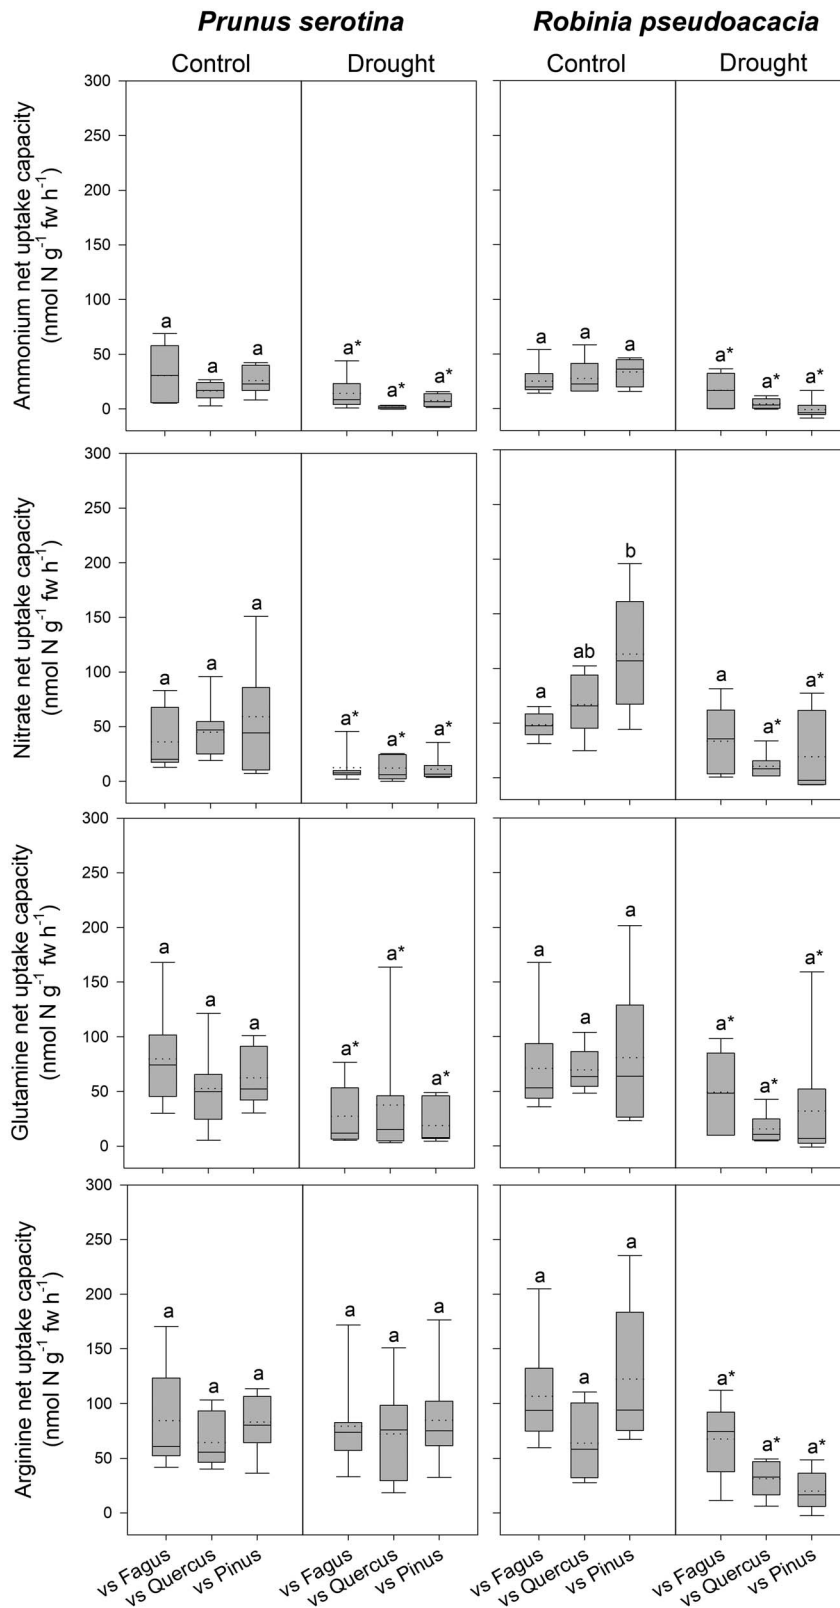 Prunus serotina Robinia pseudoacacia
Control Drought Control Drought
Ammonium net uptake capacity
(nmol N g⁻¹ fw h⁻¹)
300
250
200
150
100
50
0
a a a a* a* a* a a a a* a* a*
Nitrate net uptake capacity
(nmol N g⁻¹ fw h⁻¹)
300
250
200
150
100
50
0
a a a a* a* a* a ab b a a* a*
Glutamine net uptake capacity
(nmol N g⁻¹ fw h⁻¹)
300
250
200
150
100
50
0
a a a a* a* a* a a a a* a* a*
Arginine net uptake capacity
(nmol N g⁻¹ fw h⁻¹)
300
250
200
150
100
50
0
a a a a a a a a a a* a* a*
vs Fagus vs Quercus vs Pinus vs Fagus vs Quercus vs Pinus vs Fagus vs Quercus vs Pinus vs Fagus vs Quercus vs Pinus